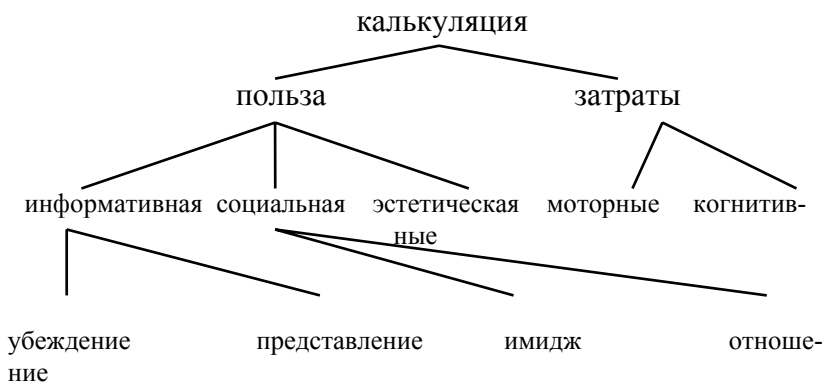 калькуляция
польза затраты
информативная социальная эстетическая моторные когнитив-
ные
убеждение представление имидж отноше-
ние